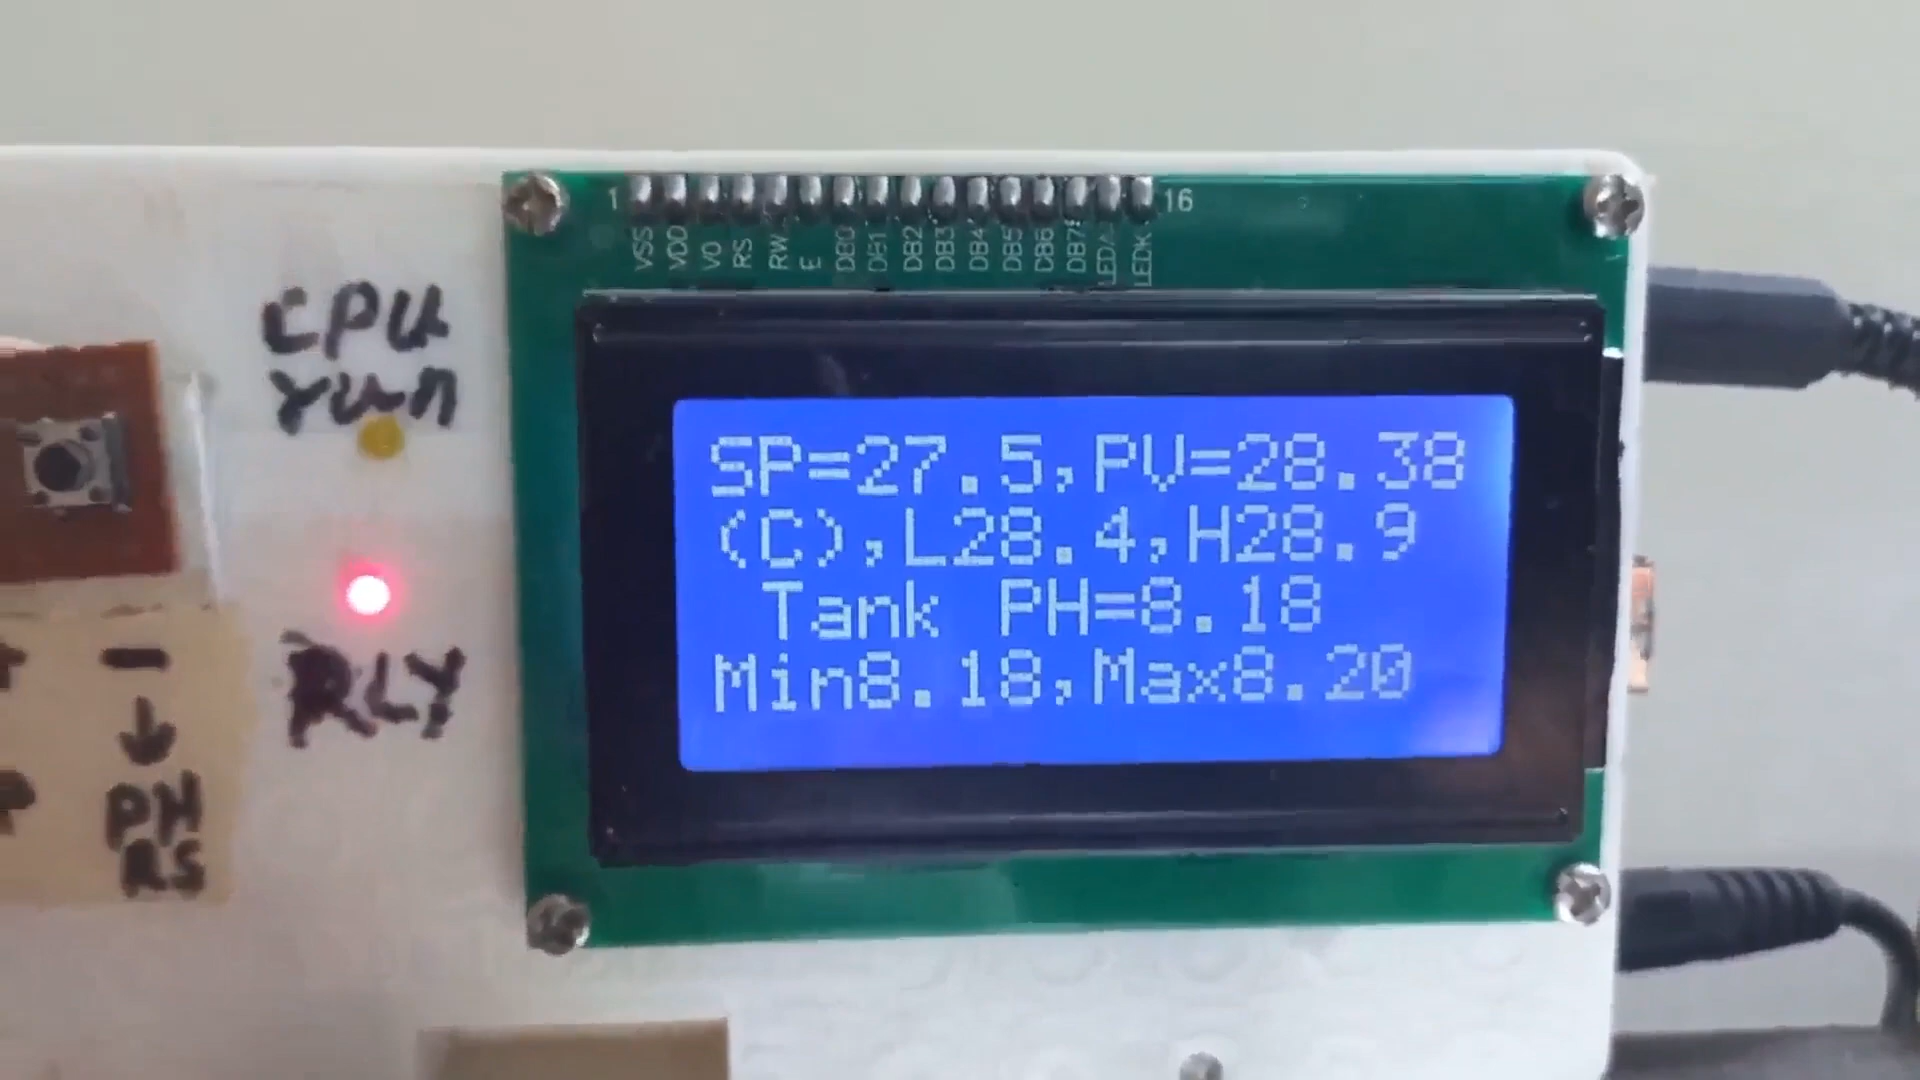 1 16
VSS VDD V0 RS RW E DB0 DB1 DB2 DB3 DB4 DB5 DB6 DB7 LEDA LEDK
CPU
run
SP=27.5,PV=28.38
(C),L28.4,H28.9
Tank PH=8.18
Min8.18,Max8.20
RLY
−
↓
PH
RS